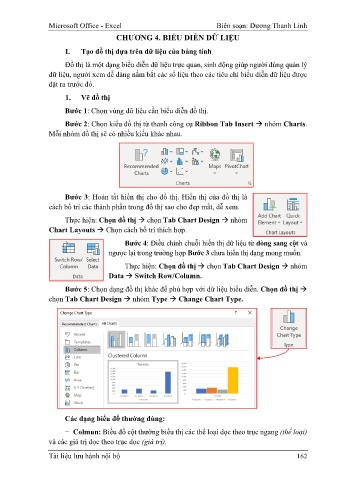 Microsoft Office - Excel Biên soạn: Dương Thanh Linh
CHƯƠNG 4. BIỂU DIỄN DỮ LIỆU
I. Tạo đồ thị dựa trên dữ liệu của bảng tính
Đồ thị là một dạng biểu diễn dữ liệu trực quan, sinh động giúp người dùng quản lý
dữ liệu, người xem dễ dàng nắm bắt các số liệu theo các tiêu chí biểu diễn dữ liệu được
đặt ra trước đó.
1. Vẽ đồ thị
Bước 1: Chọn vùng dữ liệu cần biểu diễn đồ thị.
Bước 2: Chọn kiểu đồ thị từ thanh công cụ Ribbon Tab Insert → nhóm Charts.
Mỗi nhóm đồ thị sẽ có nhiều kiểu khác nhau.
Recommended Charts
Maps PivotChart
Charts
Bước 3: Hoàn tất hiển thị cho đồ thị. Hiển thị của đồ thị là
cách bố trí các thành phần trong đồ thị sao cho đẹp mắt, dễ xem.
Thực hiện: Chọn đồ thị → chọn Tab Chart Design → nhóm
Chart Layouts → Chọn cách bố trí thích hợp.
Add Chart Element
Quick Layout
Chart Layouts
Bước 4: Điều chỉnh chuỗi hiển thị dữ liệu từ dòng sang cột và
ngược lại trong trường hợp Bước 3 chưa hiển thị dạng mong muốn.
Thực hiện: Chọn đồ thị → chọn Tab Chart Design → nhóm
Data → Switch Row/Column.
Switch Row/ Column
Select Data
Data
Bước 5: Chọn dạng đồ thị khác để phù hợp với dữ liệu biểu diễn. Chọn đồ thị →
chọn Tab Chart Design → nhóm Type → Change Chart Type.
Change Chart Type ? ×
Recommended Charts All Charts
Recent
Templates
Column
Line
Pie
Bar
Area
X Y (Scatter)
Map
Stock
Clustered Column
Change Chart Type
Type
Các dạng biểu đồ thường dùng:
− Colmun: Biểu đồ cột thường biểu thị các thể loại dọc theo trục ngang (thể loại)
và các giá trị dọc theo trục dọc (giá trị).
Tài liệu lưu hành nội bộ 162